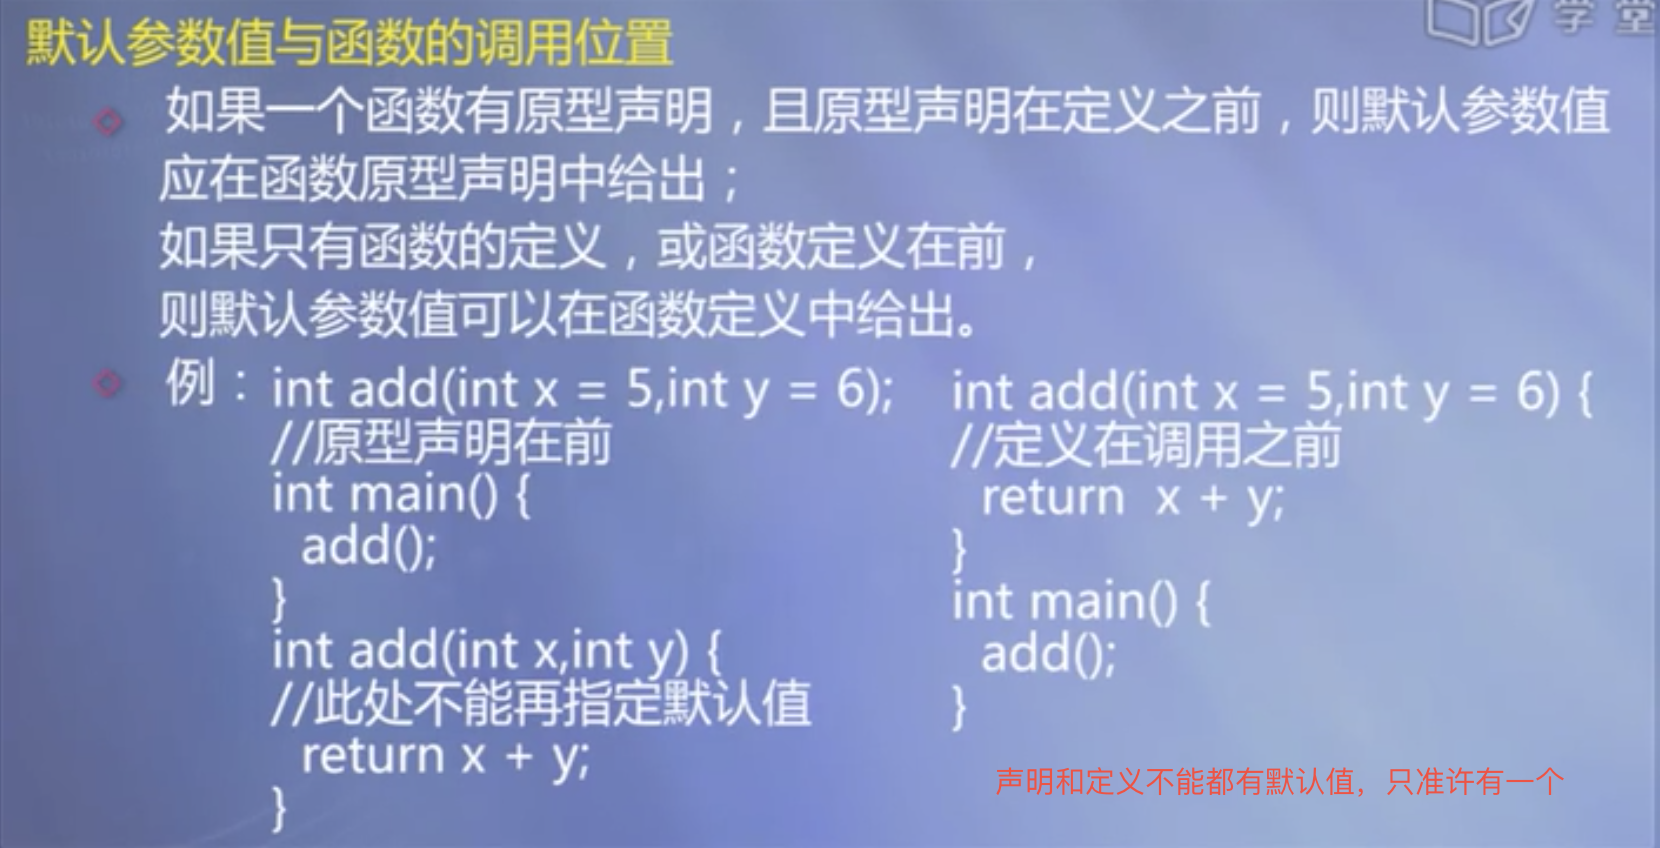 默认参数值与函数的调用位置
学堂
如果一个函数有原型声明，且原型声明在定义之前，则默认参数值
应在函数原型声明中给出；
如果只有函数的定义，或函数定义在前，
则默认参数值可以在函数定义中给出。
例：int add(int x = 5,int y = 6);
//原型声明在前
int main() {
add();
}
int add(int x,int y) {
//此处不能再指定默认值
return x + y;
}
int add(int x = 5,int y = 6) {
//定义在调用之前
return x + y;
}
int main() {
add();
}
声明和定义不能都有默认值，只准许有一个